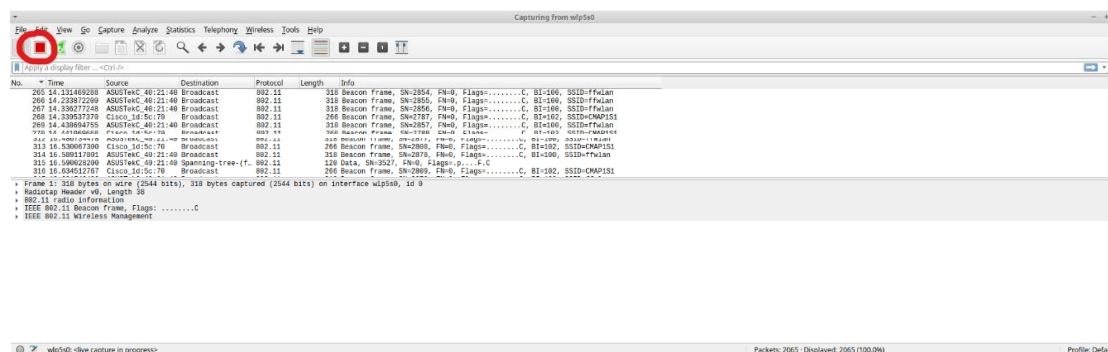 Capturing from wlp5s0
File Edit View Go Capture Analyze Statistics Telephony Wireless Tools Help
Apply a display filter ... <Ctrl-/>
No. Time Source Destination Protocol Length Info
265 14.131469288 ASUSTekC_40:21:40 Broadcast 802.11 318 Beacon frame, SN=2854, FN=0, Flags=........C, BI=100, SSID=ffwlan
266 14.233872209 ASUSTekC_40:21:40 Broadcast 802.11 318 Beacon frame, SN=2855, FN=0, Flags=........C, BI=100, SSID=ffwlan
267 14.336277248 ASUSTekC_40:21:40 Broadcast 802.11 318 Beacon frame, SN=2856, FN=0, Flags=........C, BI=100, SSID=ffwlan
268 14.339537370 Cisco_1d:5c:70 Broadcast 802.11 266 Beacon frame, SN=2787, FN=0, Flags=........C, BI=102, SSID=CMAP1S1
269 14.438694755 ASUSTekC_40:21:40 Broadcast 802.11 318 Beacon frame, SN=2857, FN=0, Flags=........C, BI=100, SSID=ffwlan
313 16.530067300 Cisco_1d:5c:70 Broadcast 802.11 266 Beacon frame, SN=2808, FN=0, Flags=........C, BI=102, SSID=CMAP1S1
314 16.589117801 ASUSTekC_40:21:40 Broadcast 802.11 318 Beacon frame, SN=2878, FN=0, Flags=........C, BI=100, SSID=ffwlan
315 16.590028200 ASUSTekC_40:21:40 Spanning-tree-(f… 802.11 120 Data, SN=3527, FN=0, Flags=.p....F.C
316 16.634512767 Cisco_1d:5c:70 Broadcast 802.11 266 Beacon frame, SN=2809, FN=0, Flags=........C, BI=102, SSID=CMAP1S1
Frame 1: 318 bytes on wire (2544 bits), 318 bytes captured (2544 bits) on interface wlp5s0, id 0
Radiotap Header v0, Length 38
802.11 radio information
IEEE 802.11 Beacon frame, Flags: ........C
IEEE 802.11 Wireless Management
wlp5s0: <live capture in progress>
Packets: 2065 · Displayed: 2065 (100.0%)
Profile: Defa